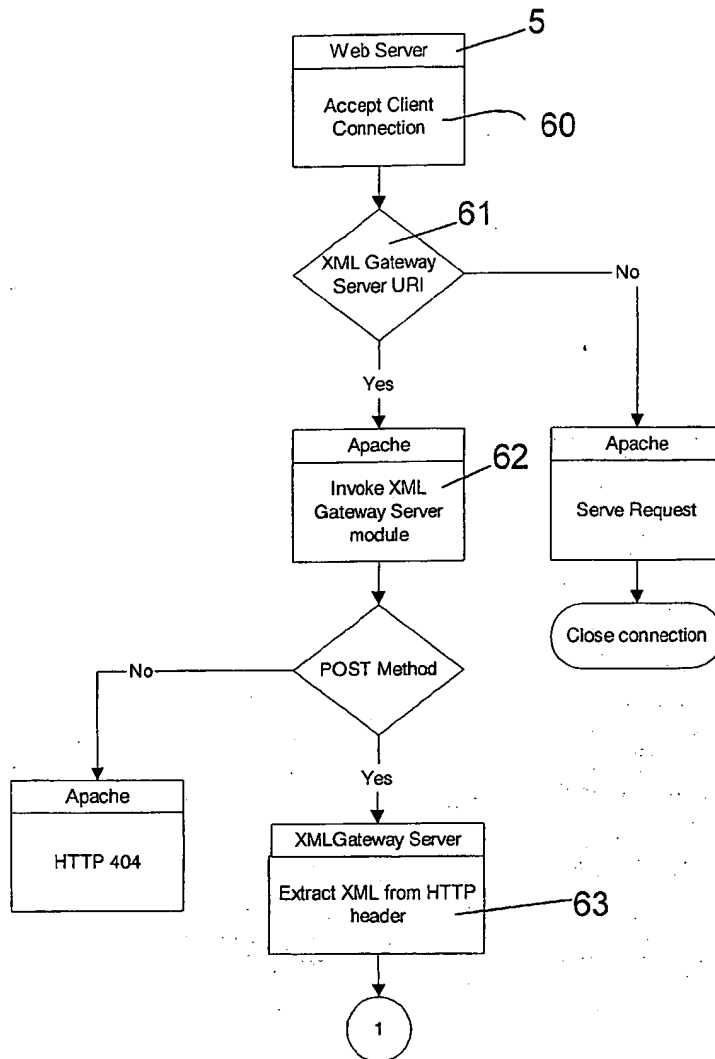 Web Server
5
Accept Client
Connection
60
61
XML Gateway
Server URI
No
Yes
Apache
62
Invoke XML
Gateway Server
module
Apache
Serve Request
Close connection
POST Method
No
Yes
Apache
HTTP 404
XMLGateway Server
Extract XML from HTTP
header
63
1